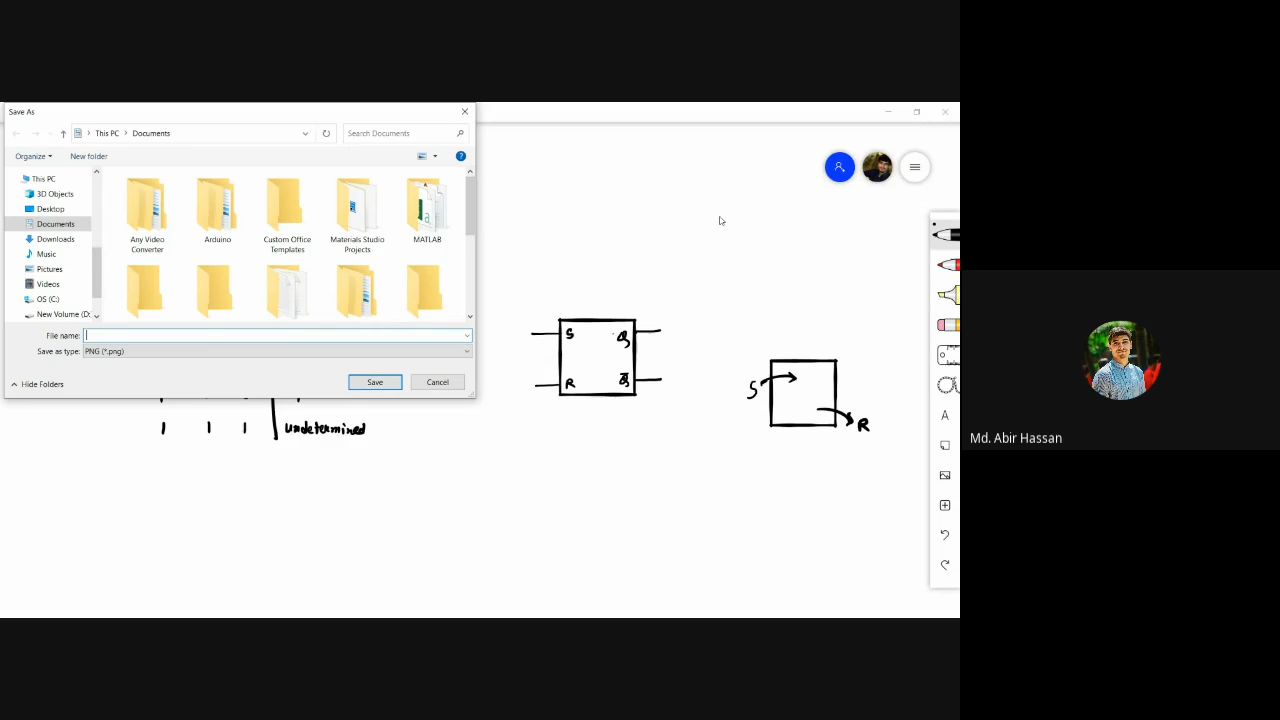 Save As
This PC
Documents
Search Documents
Organize
New folder
This PC
3D Objects
Desktop
Documents
Downloads
Music
Pictures
Videos
OS (C:)
New Volume (D:
Any Video Converter
Arduino
Custom Office Templates
Materials Studio Projects
MATLAB
File name:
Save as type: PNG (*.png)
Hide Folders
Save
Cancel
1 1 1 undetermined
S Q
R Q̅
S
R
A
Md. Abir Hassan